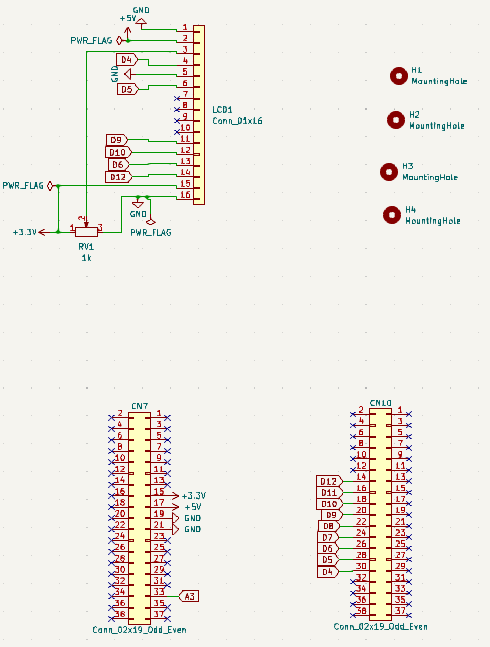 GND
+5V
PWR_FLAG
1
2
3
D4
4
GND
5
D5
6
7
8
9
10
D9
11
D10
12
D6
13
D12
14
PWR_FLAG
15
16
LCD1
Conn_01x16
GND
PWR_FLAG
+3.3V
1
2
3
RV1
1k
H1
MountingHole
H2
MountingHole
H3
MountingHole
H4
MountingHole
CN7
2 1
4 3
6 5
8 7
10 9
12 11
14 13
16 15 +3.3V
18 17 +5V
20 19 GND
22 21 GND
24 23
26 25
28 27
30 29
32 31
34 33 A3
36 35
38 37
Conn_02x19_Odd_Even
CN10
2 1
4 3
6 5
8 7
10 9
12 11
D12 14 13
D11 16 15
D10 18 17
D9 20 19
D8 22 21
D7 24 23
D6 26 25
D5 28 27
D4 30 29
32 31
34 33
36 35
38 37
Conn_02x19_Odd_Even